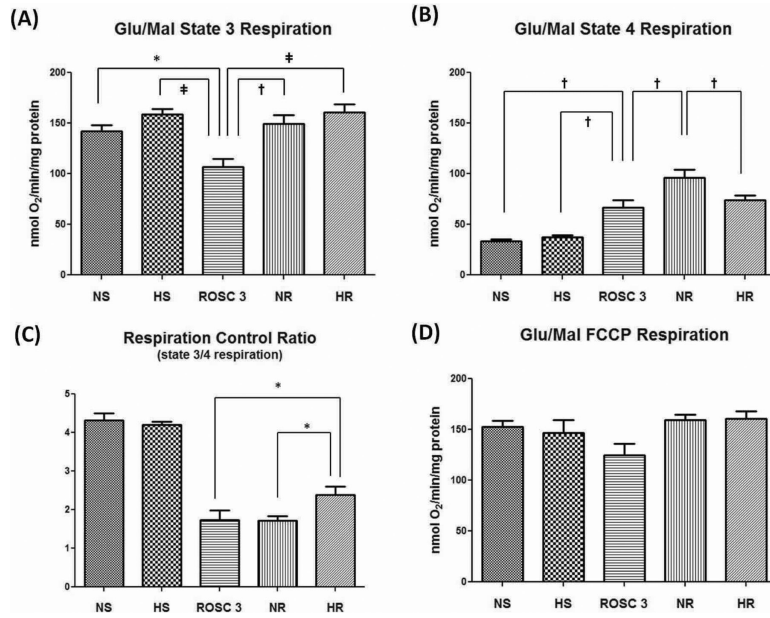 (A)
Glu/Mal State 3 Respiration
* ‡
‡ †
nmol O₂/min/mg protein
200
150
100
50
0
NS HS ROSC 3 NR HR
(B)
Glu/Mal State 4 Respiration
† † †
†
nmol O₂/min/mg protein
200
150
100
50
0
NS HS ROSC 3 NR HR
(C)
Respiration Control Ratio
(state 3/4 respiration)
*
*
5
4
3
2
1
0
NS HS ROSC 3 NR HR
(D)
Glu/Mal FCCP Respiration
nmol O₂/min/mg protein
200
150
100
50
0
NS HS ROSC 3 NR HR